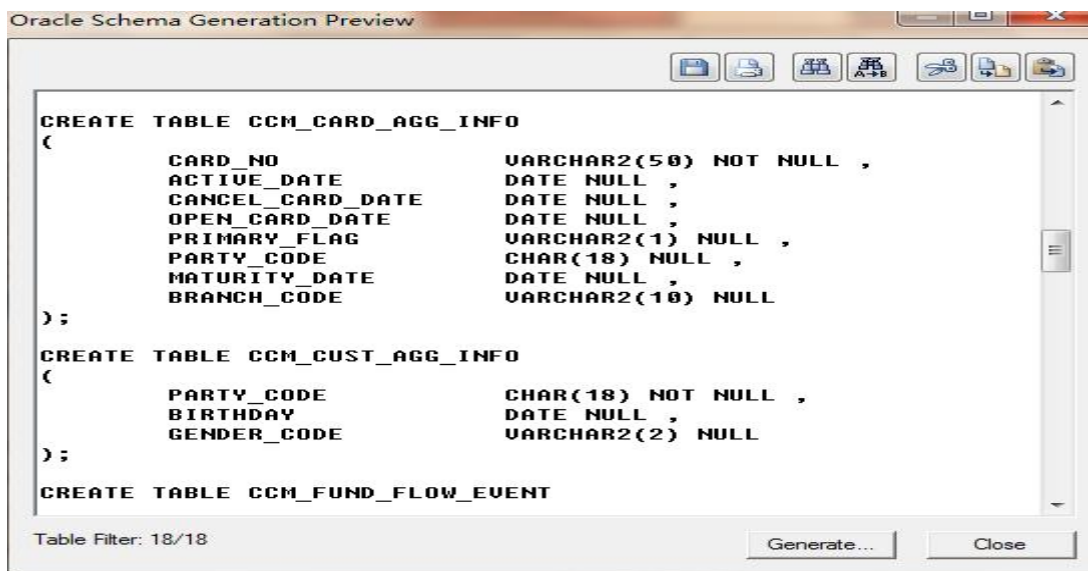 Oracle Schema Generation Preview
A→B
CREATE TABLE CCM_CARD_AGG_INFO
(
CARD_NO VARCHAR2(50) NOT NULL ,
ACTIVE_DATE DATE NULL ,
CANCEL_CARD_DATE DATE NULL ,
OPEN_CARD_DATE DATE NULL ,
PRIMARY_FLAG VARCHAR2(1) NULL ,
PARTY_CODE CHAR(18) NULL ,
MATURITY_DATE DATE NULL ,
BRANCH_CODE VARCHAR2(10) NULL
);
CREATE TABLE CCM_CUST_AGG_INFO
(
PARTY_CODE CHAR(18) NOT NULL ,
BIRTHDAY DATE NULL ,
GENDER_CODE VARCHAR2(2) NULL
);
CREATE TABLE CCM_FUND_FLOW_EVENT
Table Filter: 18/18
Generate... Close